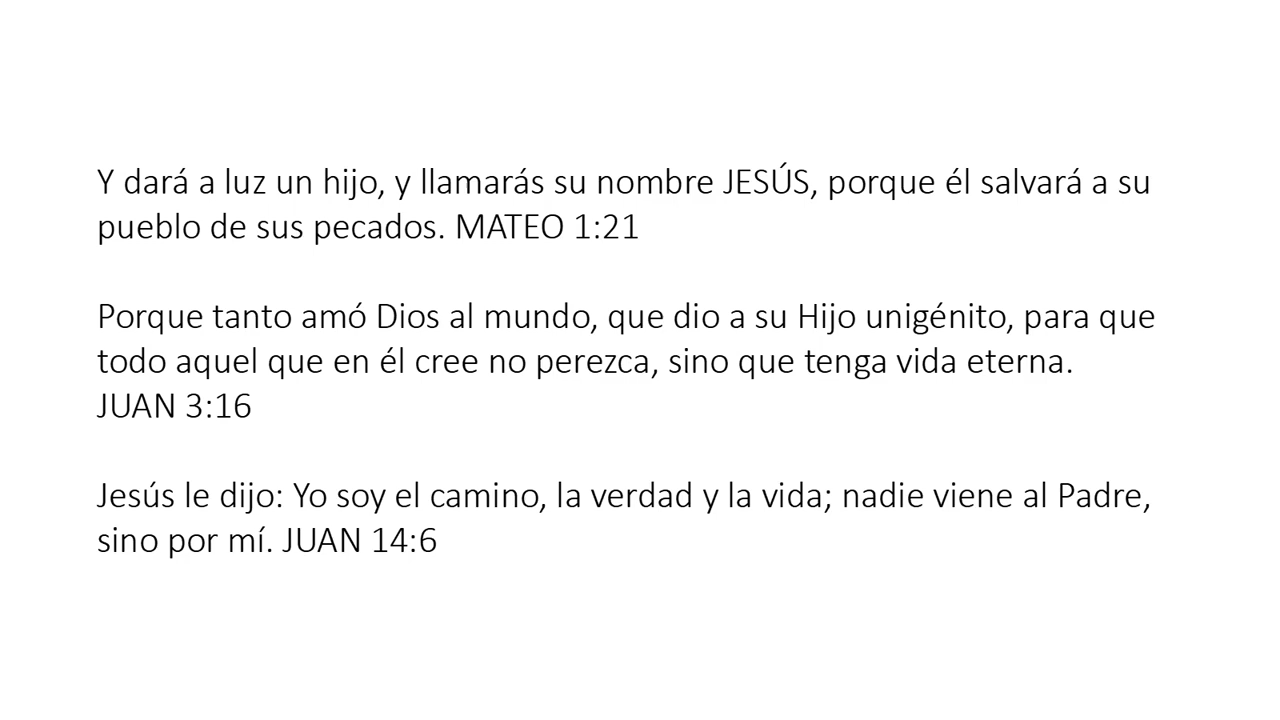 Y dará a luz un hijo, y llamarás su nombre JESÚS, porque él salvará a su
pueblo de sus pecados. MATEO 1:21
Porque tanto amó Dios al mundo, que dio a su Hijo unigénito, para que
todo aquel que en él cree no perezca, sino que tenga vida eterna.
JUAN 3:16
Jesús le dijo: Yo soy el camino, la verdad y la vida; nadie viene al Padre,
sino por mí. JUAN 14:6